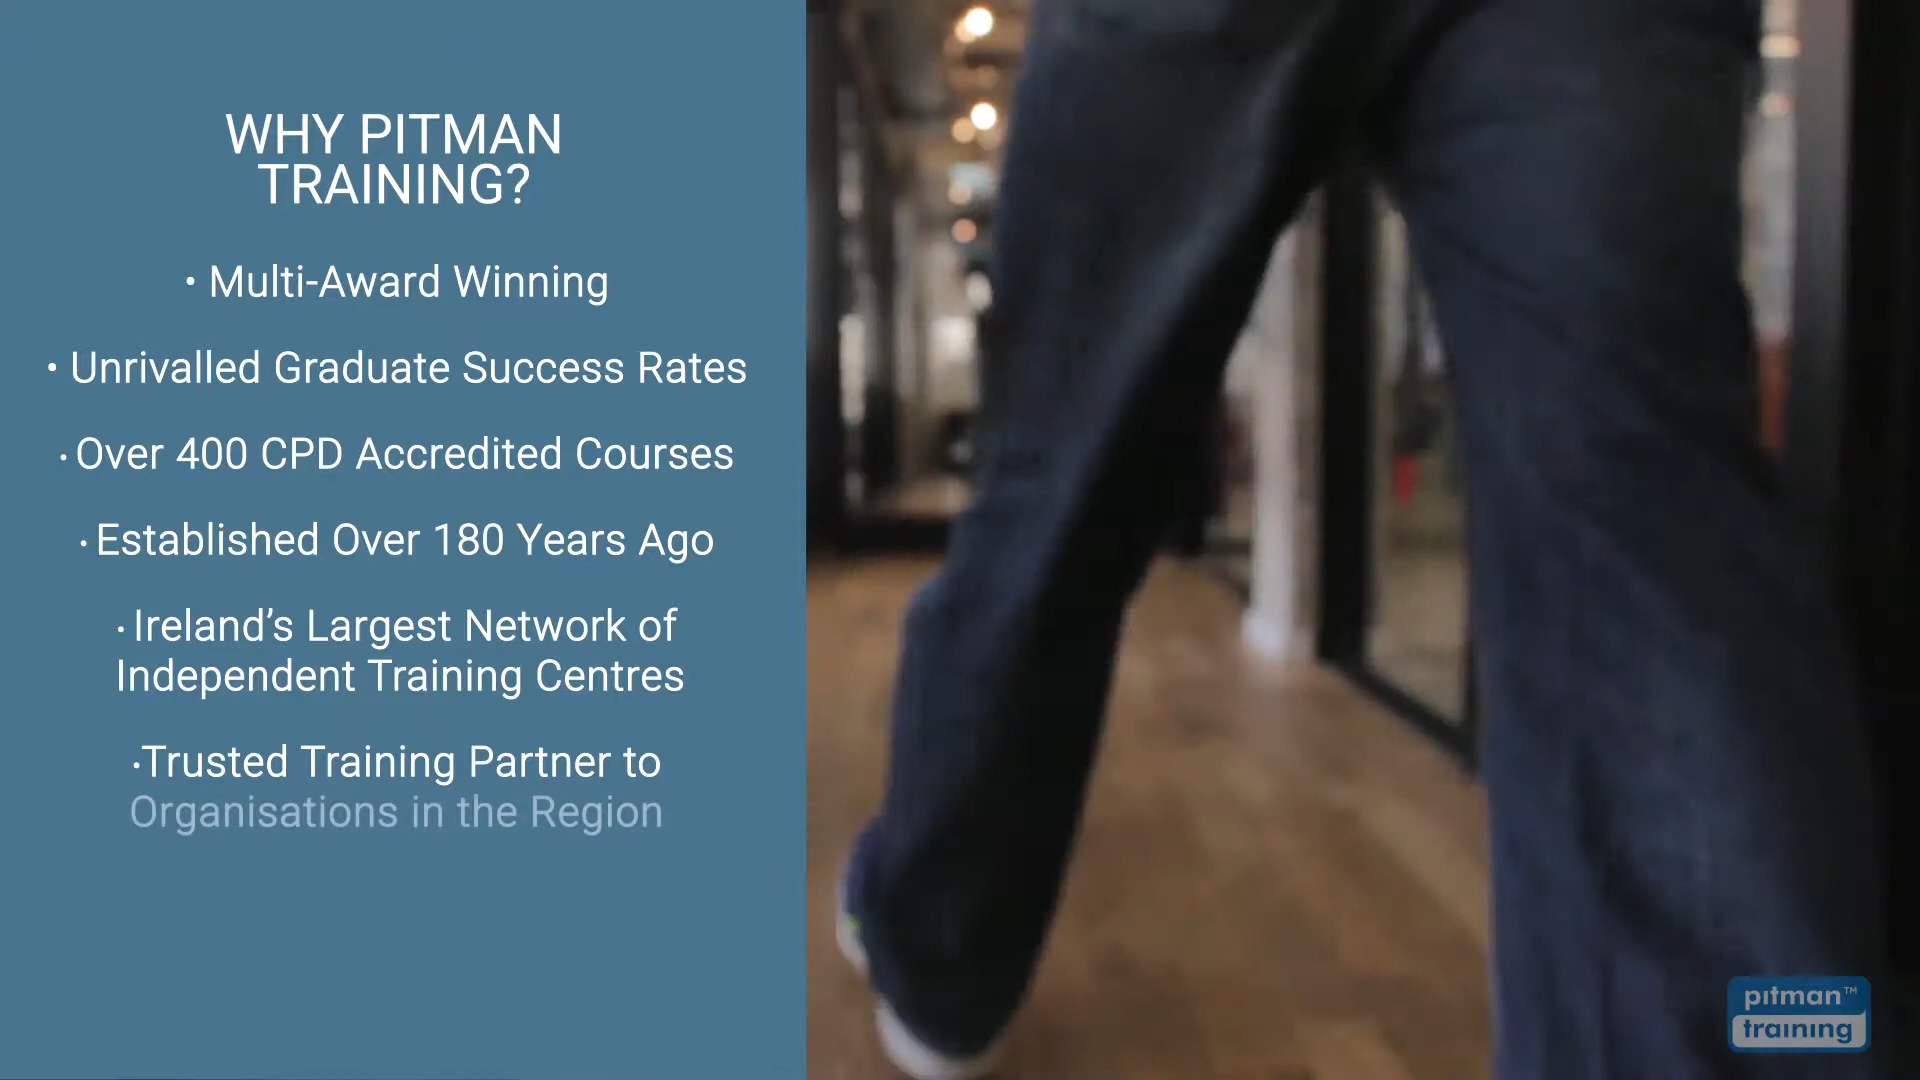 WHY PITMAN
TRAINING?
• Multi-Award Winning
• Unrivalled Graduate Success Rates
• Over 400 CPD Accredited Courses
• Established Over 180 Years Ago
• Ireland’s Largest Network of
Independent Training Centres
• Trusted Training Partner to
Organisations in the Region
pitman™
training